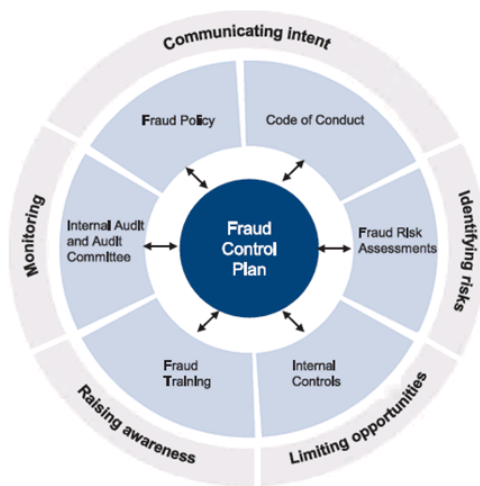 Communicating intent
Fraud Policy
Code of Conduct
Monitoring
Internal Audit
and Audit
Committee
Fraud
Control
Plan
Fraud Risk
Assessments
Identifying risks
Fraud
Training
Internal
Controls
Raising awareness
Limiting opportunities